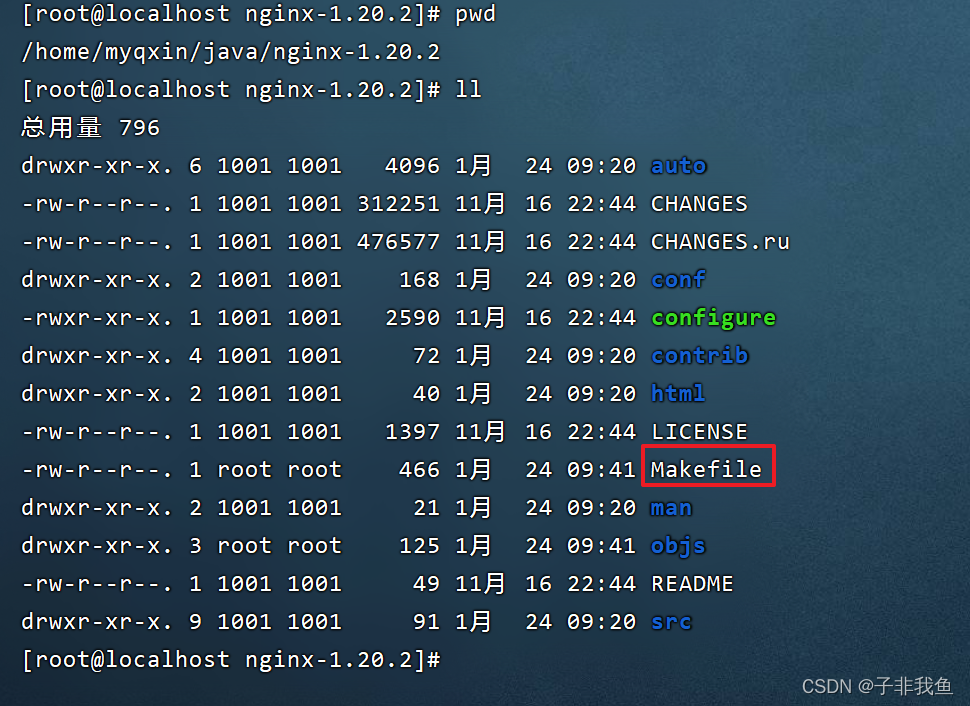 [root@localhost nginx-1.20.2]# pwd
/home/myqxin/java/nginx-1.20.2
[root@localhost nginx-1.20.2]# ll
总用量 796
drwxr-xr-x. 6 1001 1001   4096 1月  24 09:20 auto
-rw-r--r--. 1 1001 1001 312251 11月 16 22:44 CHANGES
-rw-r--r--. 1 1001 1001 476577 11月 16 22:44 CHANGES.ru
drwxr-xr-x. 2 1001 1001    168 1月  24 09:20 conf
-rwxr-xr-x. 1 1001 1001   2590 11月 16 22:44 configure
drwxr-xr-x. 4 1001 1001     72 1月  24 09:20 contrib
drwxr-xr-x. 2 1001 1001     40 1月  24 09:20 html
-rw-r--r--. 1 1001 1001   1397 11月 16 22:44 LICENSE
-rw-r--r--. 1 root root    466 1月  24 09:41 Makefile
drwxr-xr-x. 2 1001 1001     21 1月  24 09:20 man
drwxr-xr-x. 3 root root    125 1月  24 09:41 objs
-rw-r--r--. 1 1001 1001     49 11月 16 22:44 README
drwxr-xr-x. 9 1001 1001     91 1月  24 09:20 src
[root@localhost nginx-1.20.2]#
CSDN @子非我鱼